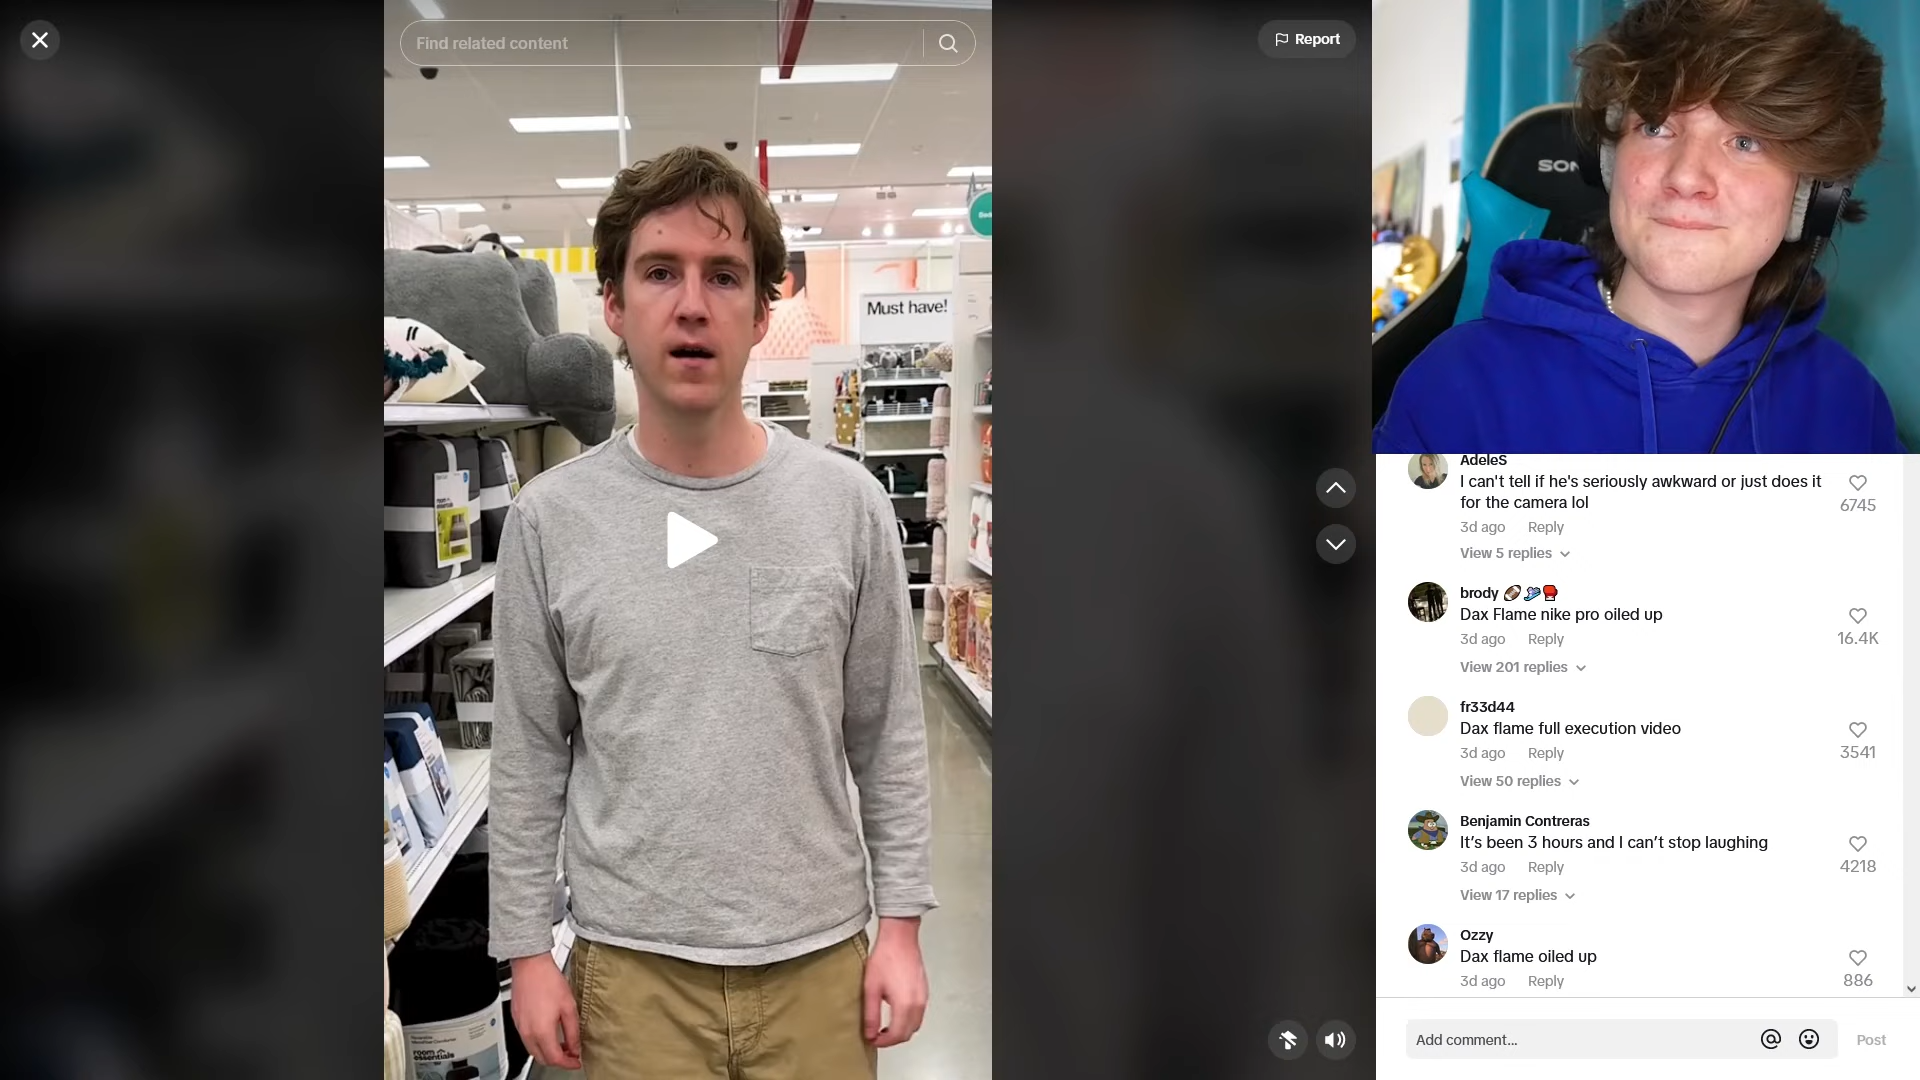 Find related content
Report
Must have!
SON
AdeleS
I can't tell if he's seriously awkward or just does it
for the camera lol
6745
3d ago Reply
View 5 replies
brody
Dax Flame nike pro oiled up
16.4K
3d ago Reply
View 201 replies
fr33d44
Dax flame full execution video
3541
3d ago Reply
View 50 replies
Benjamin Contreras
It's been 3 hours and I can't stop laughing
4218
3d ago Reply
View 17 replies
Ozzy
Dax flame oiled up
886
3d ago Reply
room
essentials
Add comment...
Post